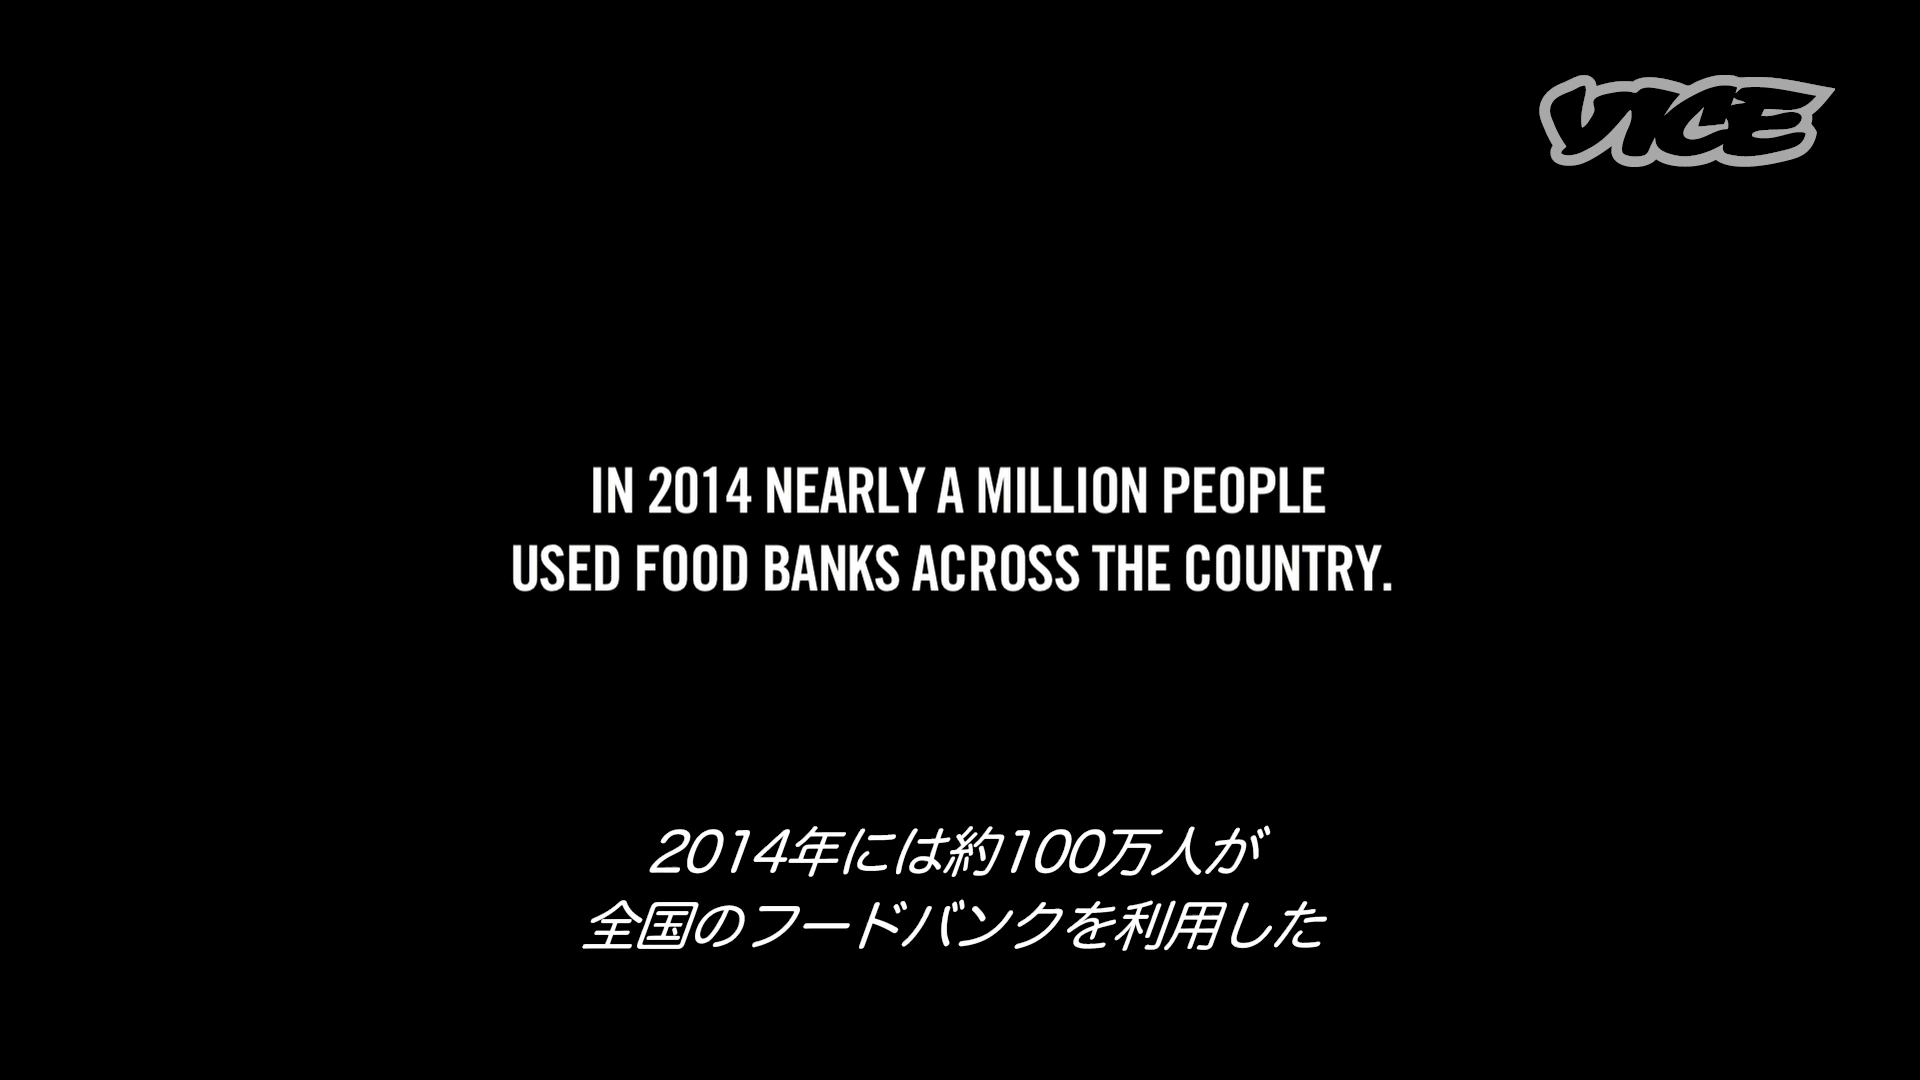 VICE
IN 2014 NEARLY A MILLION PEOPLE
USED FOOD BANKS ACROSS THE COUNTRY.
2014年には約100万人が
全国のフードバンクを利用した